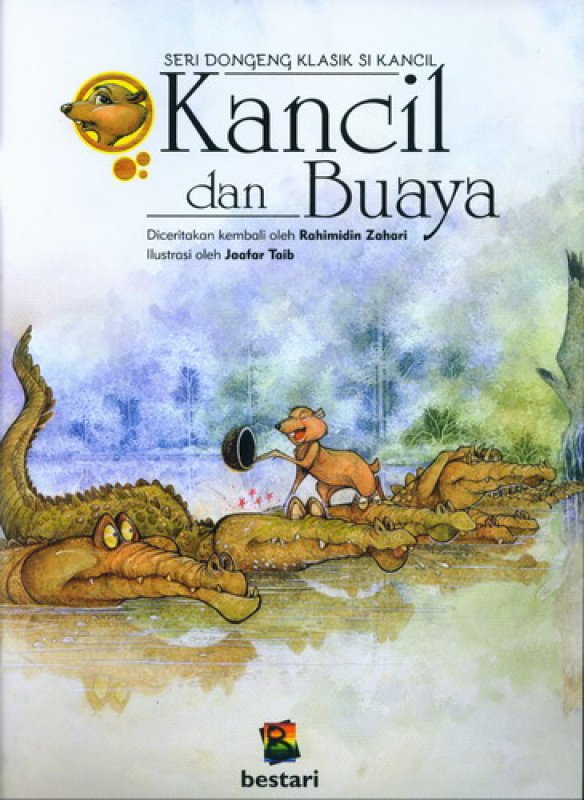 SERI DONGENG KLASIK SI KANCIL
Kancil
dan Buaya
Diceritakan kembali oleh Rahimidin Zahari
Ilustrasi oleh Jaafar Taib
B
bestari